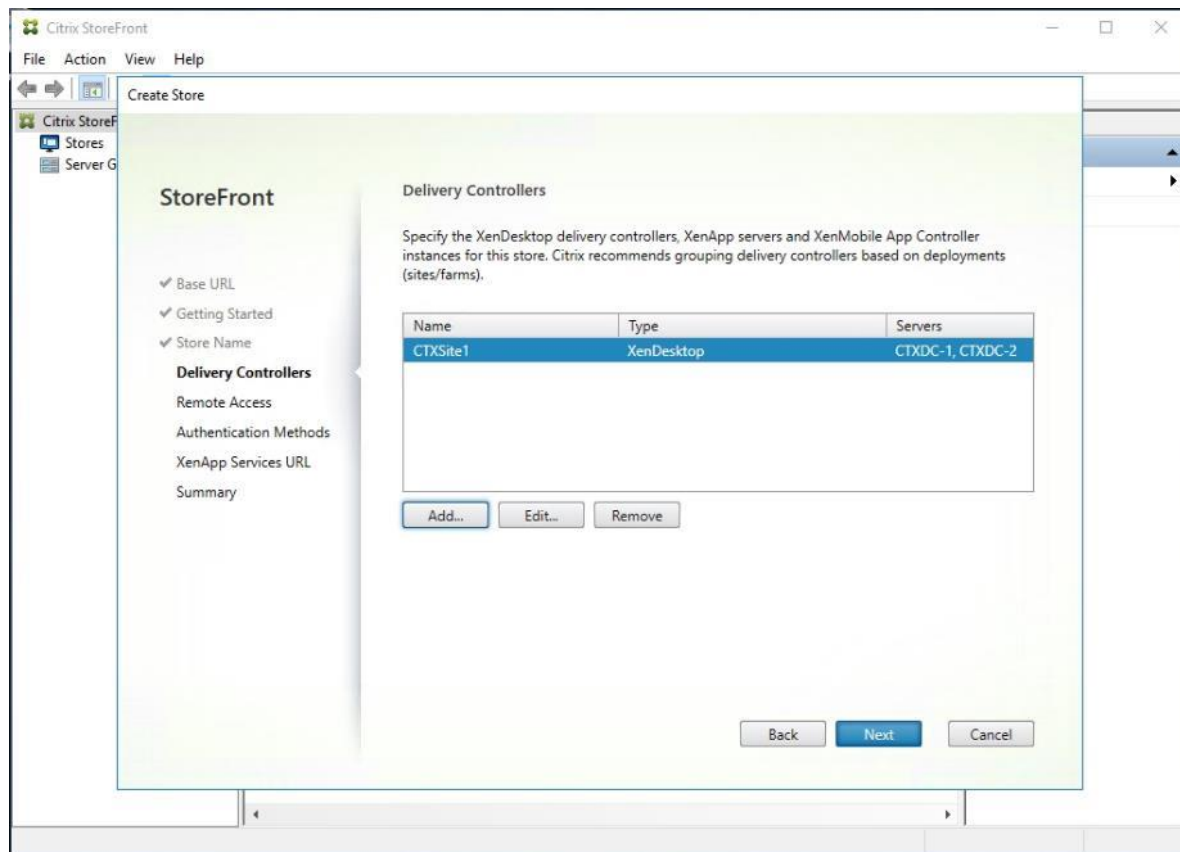 Citrix StoreFront
File Action View Help
Create Store
Citrix StoreF
Stores
Server G
StoreFront
Base URL
Getting Started
Store Name
Delivery Controllers
Remote Access
Authentication Methods
XenApp Services URL
Summary
Delivery Controllers
Specify the XenDesktop delivery controllers, XenApp servers and XenMobile App Controller
instances for this store. Citrix recommends grouping delivery controllers based on deployments
(sites/farms).
Name Type Servers
CTXSite1 XenDesktop CTXDC-1, CTXDC-2
Add... Edit... Remove
Back Next Cancel